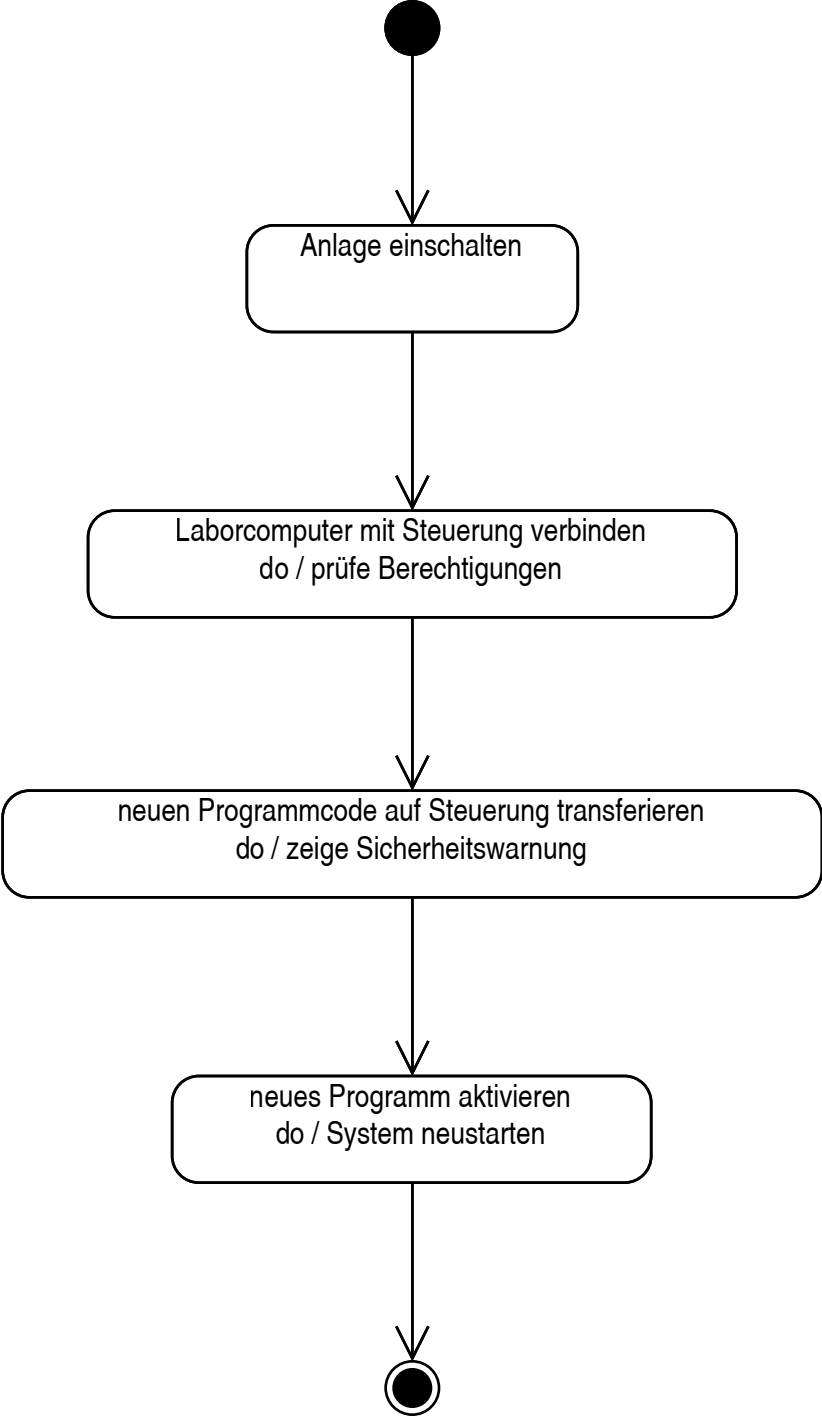 Anlage einschalten
Laborcomputer mit Steuerung verbinden
do / prüfe Berechtigungen
neuen Programmcode auf Steuerung transferieren
do / zeige Sicherheitswarnung
neues Programm aktivieren
do / System neustarten